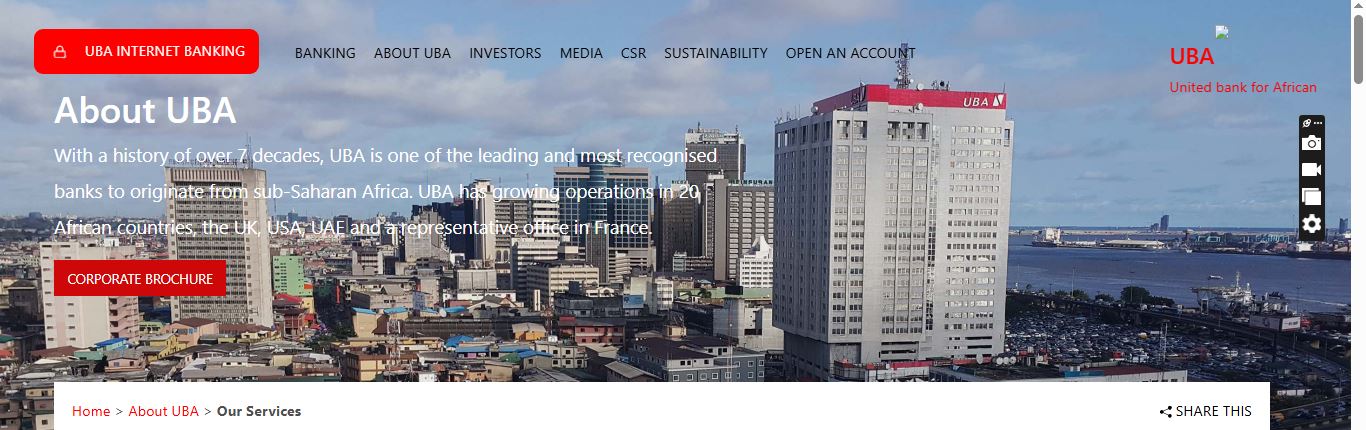 UBA INTERNET BANKING
BANKING ABOUT UBA INVESTORS MEDIA CSR SUSTAINABILITY OPEN AN ACCOUNT
UBA
United bank for African
About UBA
UBA
With a history of over 7 decades, UBA is one of the leading and most recognised
banks to originate from sub-Saharan Africa. UBA has growing operations in 20
African countries, the UK, USA, UAE and a representative office in France.
CORPORATE BROCHURE
Home > About UBA > Our Services
SHARE THIS